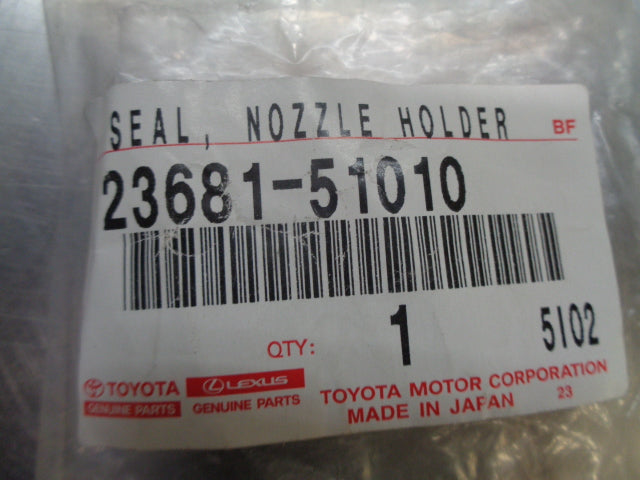 SEAL, NOZZLE HOLDER BF
23681-51010
QTY: 1 5I02
TOYOTA LEXUS
GENUINE PARTS GENUINE PARTS
TOYOTA MOTOR CORPORATION
MADE IN JAPAN 23